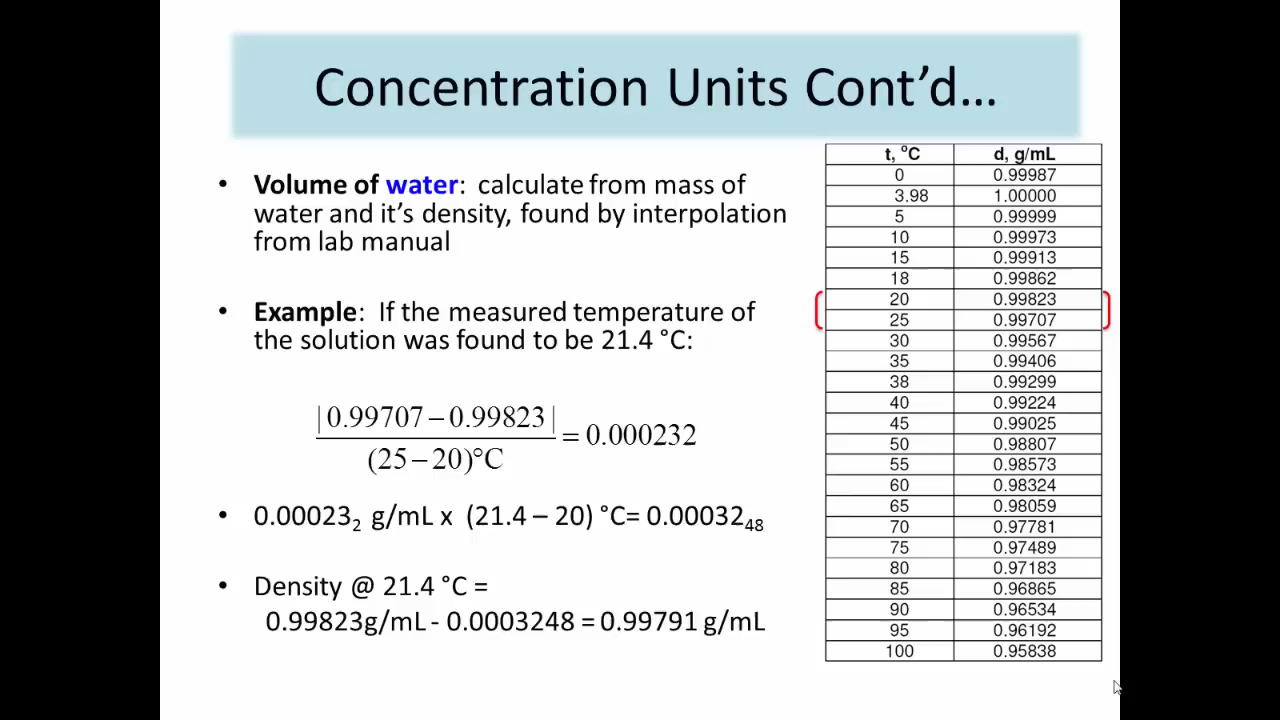 Concentration Units Cont’d…
• Volume of water: calculate from mass of
water and it’s density, found by interpolation
from lab manual
• Example: If the measured temperature of
the solution was found to be 21.4 °C:
|0.99707 – 0.99823|
(25 – 20)°C
= 0.000232
• 0.00023₂ g/mL x (21.4 – 20) °C= 0.00032₄₈
• Density @ 21.4 °C =
0.99823g/mL - 0.0003248 = 0.99791 g/mL
t, °C d, g/mL
0 0.99987
3.98 1.00000
5 0.99999
10 0.99973
15 0.99913
18 0.99862
20 0.99823
25 0.99707
30 0.99567
35 0.99406
38 0.99299
40 0.99224
45 0.99025
50 0.98807
55 0.98573
60 0.98324
65 0.98059
70 0.97781
75 0.97489
80 0.97183
85 0.96865
90 0.96534
95 0.96192
100 0.95838